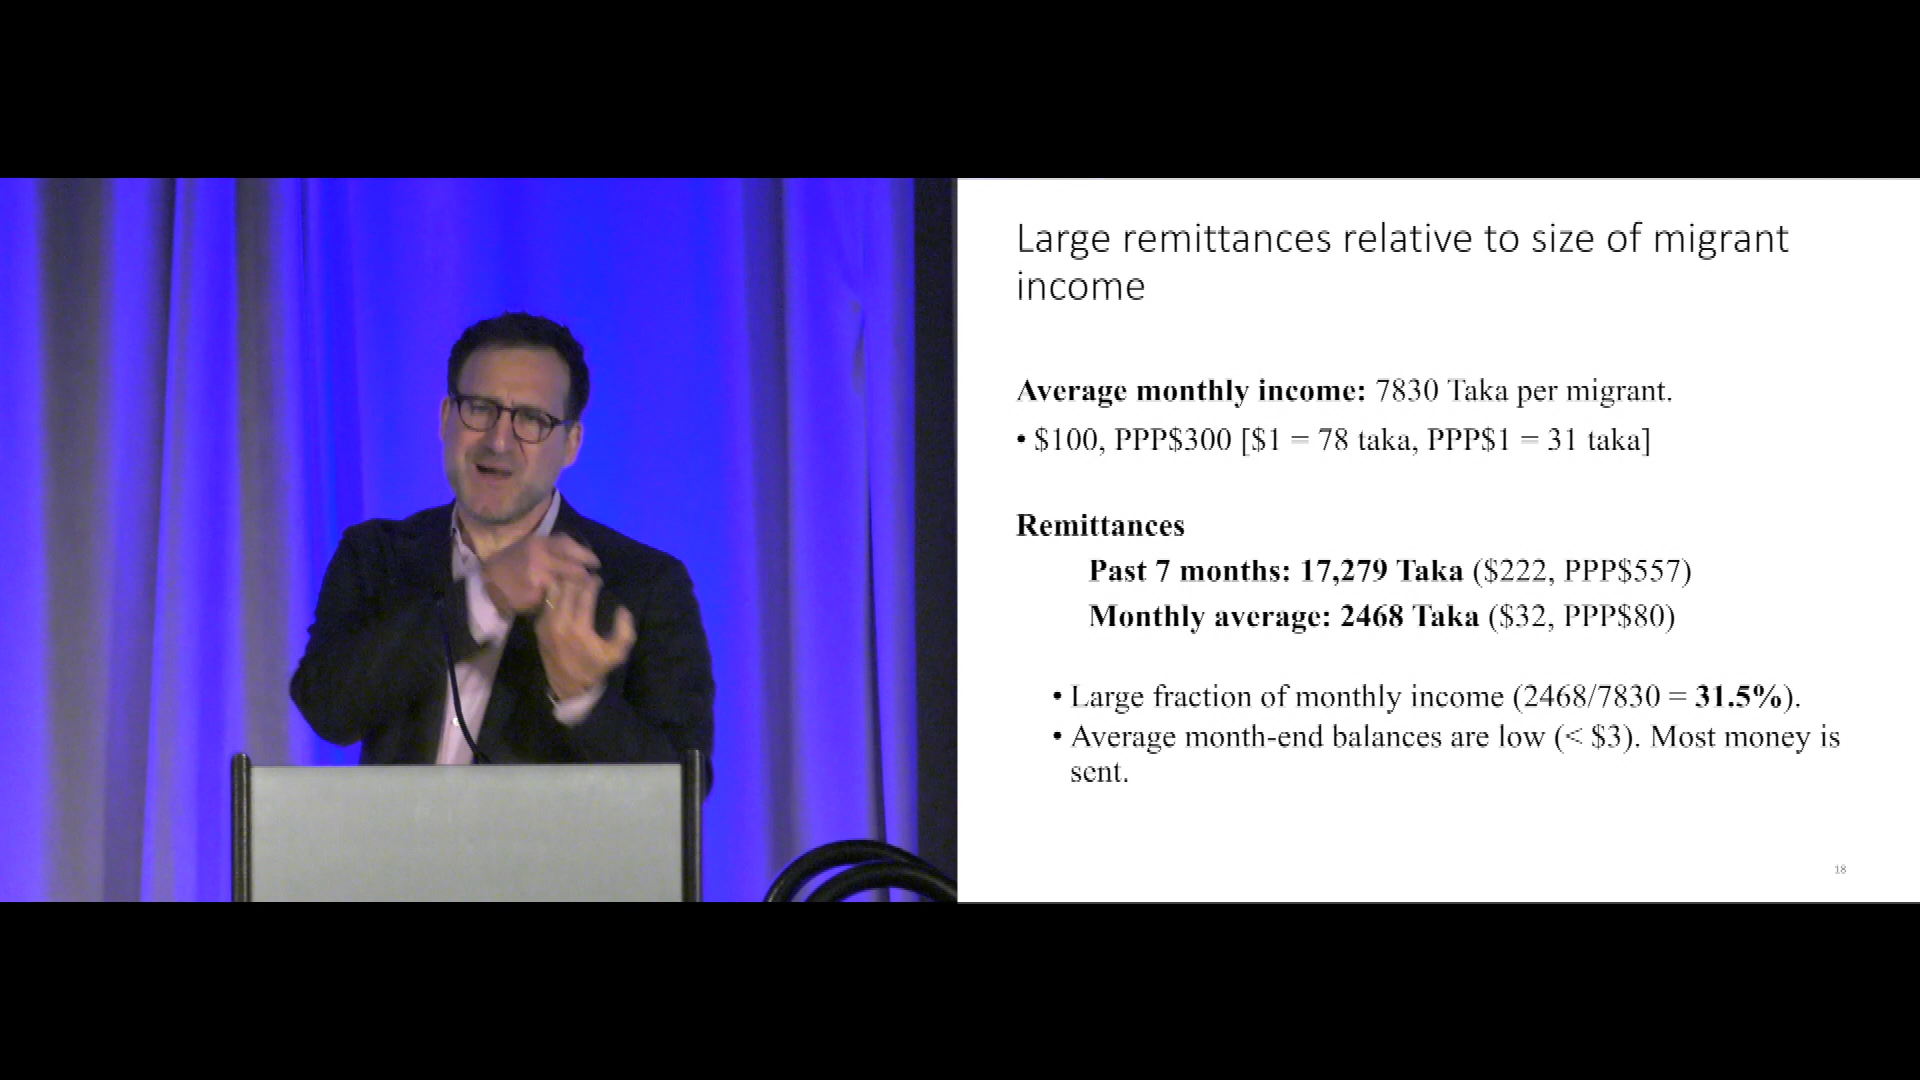 Large remittances relative to size of migrant
income
Average monthly income: 7830 Taka per migrant.
• $100, PPP$300 [$1 = 78 taka, PPP$1 = 31 taka]
Remittances
Past 7 months: 17,279 Taka ($222, PPP$557)
Monthly average: 2468 Taka ($32, PPP$80)
• Large fraction of monthly income (2468/7830 = 31.5%).
• Average month-end balances are low (< $3). Most money is
sent.
18